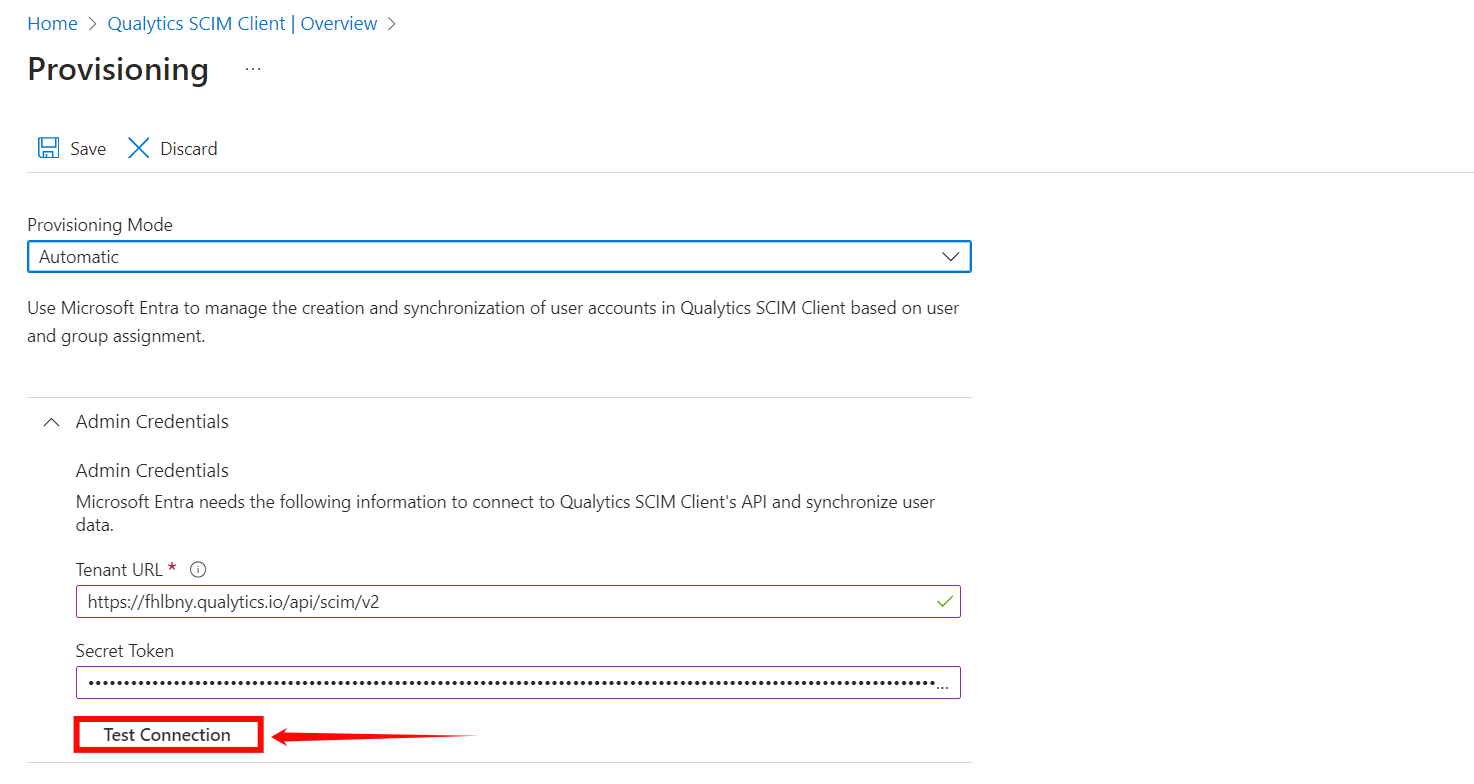 Home > Qualytics SCIM Client | Overview >
Provisioning ...
Save Discard
Provisioning Mode
Automatic
Use Microsoft Entra to manage the creation and synchronization of user accounts in Qualytics SCIM Client based on user
and group assignment.
Admin Credentials
Admin Credentials
Microsoft Entra needs the following information to connect to Qualytics SCIM Client's API and synchronize user
data.
Tenant URL *
https://fhlbny.qualytics.io/api/scim/v2
Secret Token
Test Connection